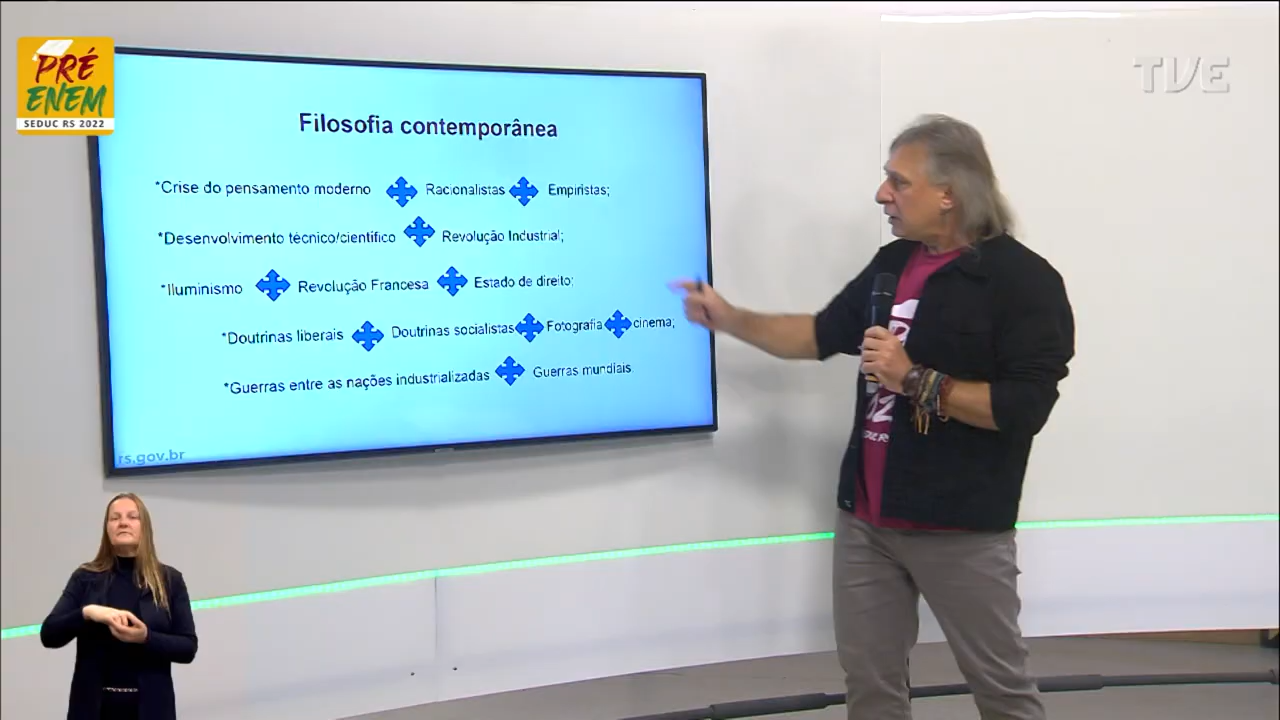 PRÉ
ENEM
SEDUC RS 2022
TVE
Filosofia contemporânea
*Crise do pensamento moderno Racionalistas Empiristas;
*Desenvolvimento técnico/científico Revolução Industrial;
*Iluminismo Revolução Francesa Estado de direito;
*Doutrinas liberais Doutrinas socialistas Fotografia cinema;
*Guerras entre as nações industrializadas Guerras mundiais.
rs.gov.br